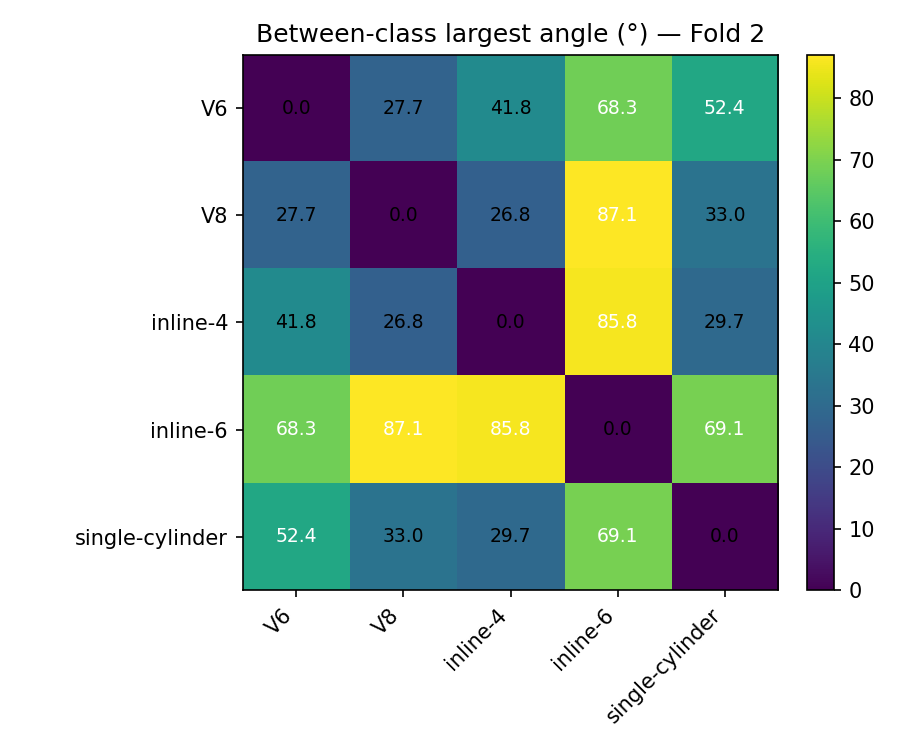 Between-class largest angle (°) — Fold 2
V6 0.0 27.7 41.8 68.3 52.4
V8 27.7 0.0 26.8 87.1 33.0
inline-4 41.8 26.8 0.0 85.8 29.7
inline-6 68.3 87.1 85.8 0.0 69.1
single-cylinder 52.4 33.0 29.7 69.1 0.0
V6 V8 inline-4 inline-6 single-cylinder
80
70
60
50
40
30
20
10
0